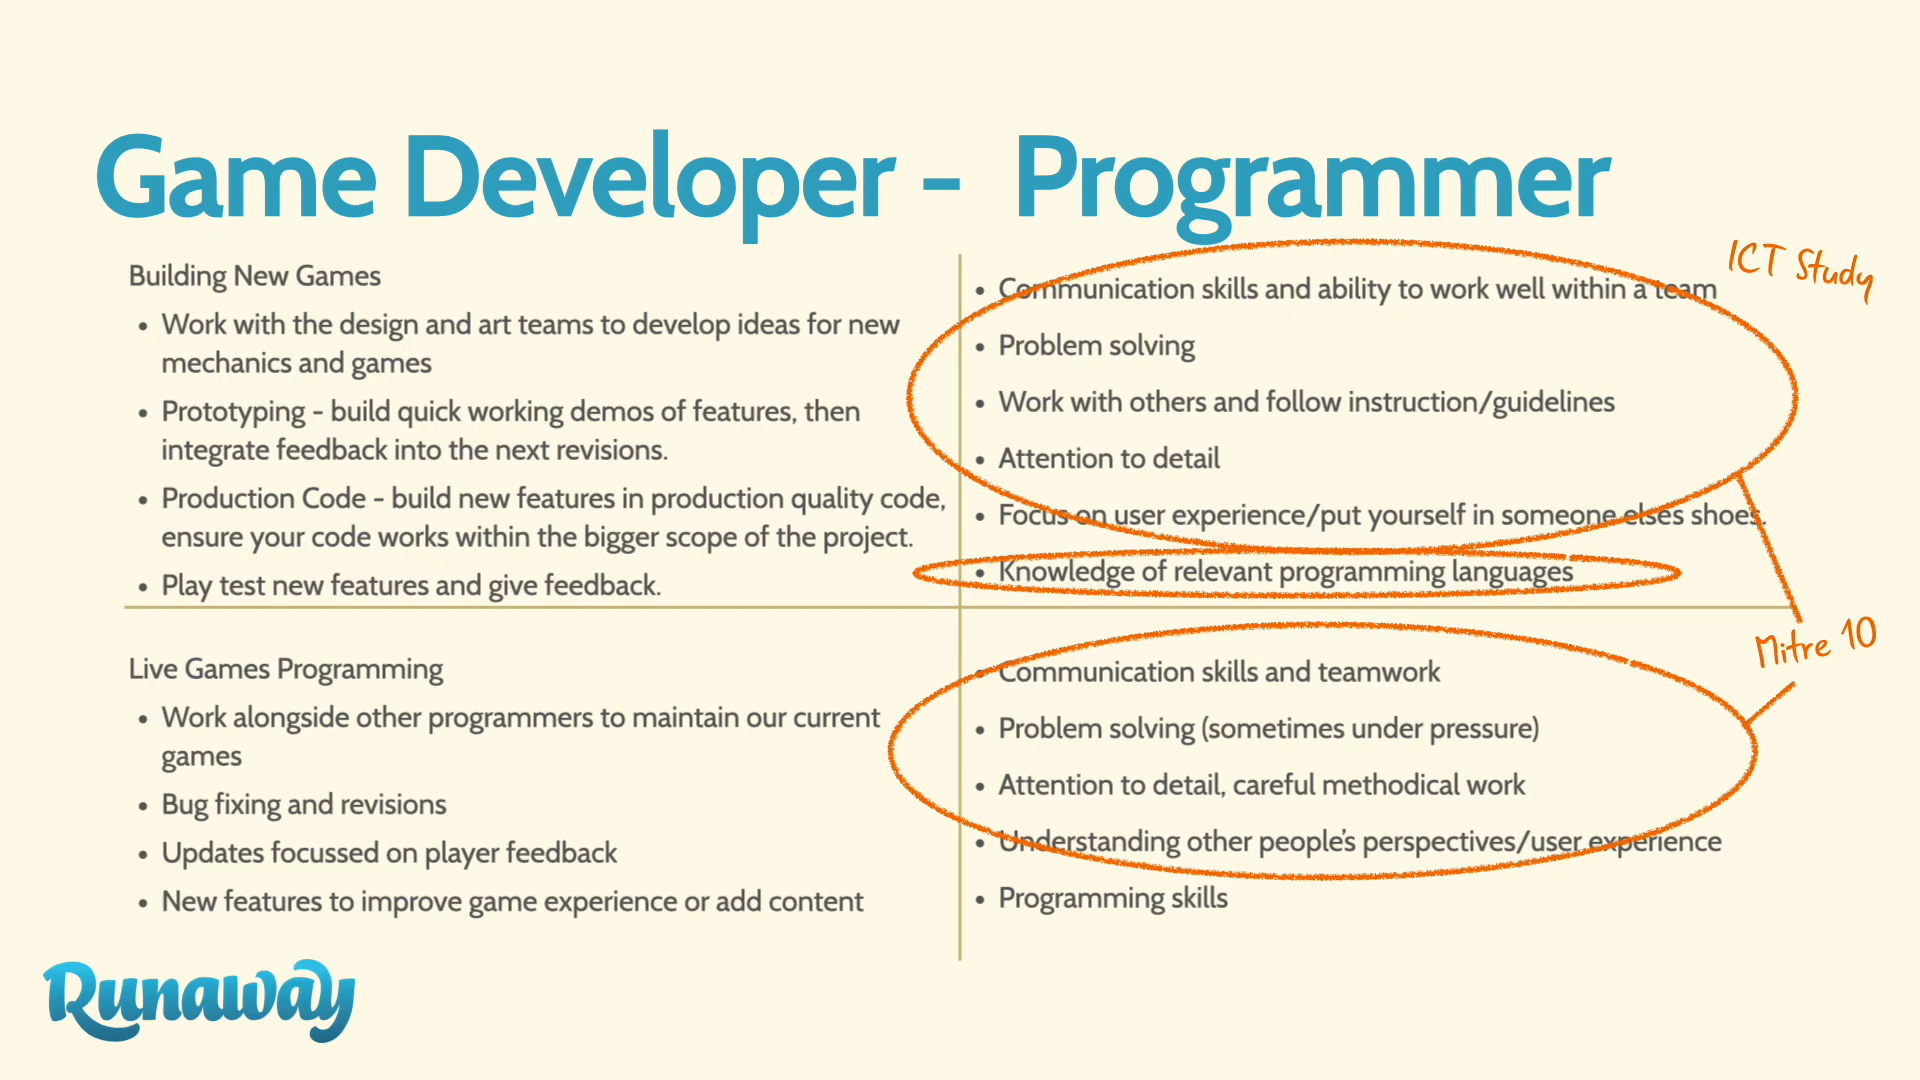 Game Developer - Programmer
Building New Games
• Work with the design and art teams to develop ideas for new
mechanics and games
• Prototyping - build quick working demos of features, then
integrate feedback into the next revisions.
• Production Code - build new features in production quality code,
ensure your code works within the bigger scope of the project.
• Play test new features and give feedback.
• Communication skills and ability to work well within a team
• Problem solving
• Work with others and follow instruction/guidelines
• Attention to detail
• Focus on user experience/put yourself in someone elses shoes.
• Knowledge of relevant programming languages
ICT Study
Mitre 10
Live Games Programming
• Work alongside other programmers to maintain our current
games
• Bug fixing and revisions
• Updates focussed on player feedback
• New features to improve game experience or add content
• Communication skills and teamwork
• Problem solving (sometimes under pressure)
• Attention to detail, careful methodical work
• Understanding other people's perspectives/user experience
• Programming skills
Runaway